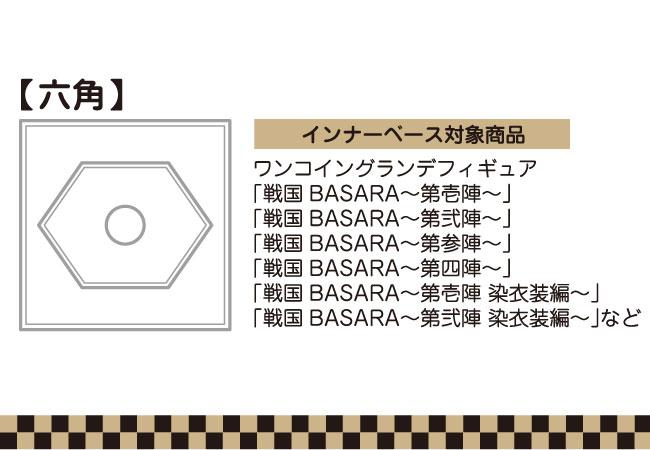 【六角】
インナーベース対象商品
ワンコイングランデフィギュア
「戦国 BASARA〜第壱陣〜」
「戦国 BASARA〜第弐陣〜」
「戦国 BASARA〜第参陣〜」
「戦国 BASARA〜第四陣〜」
「戦国 BASARA〜第壱陣 染衣装編〜」
「戦国 BASARA〜第弐陣 染衣装編〜」など